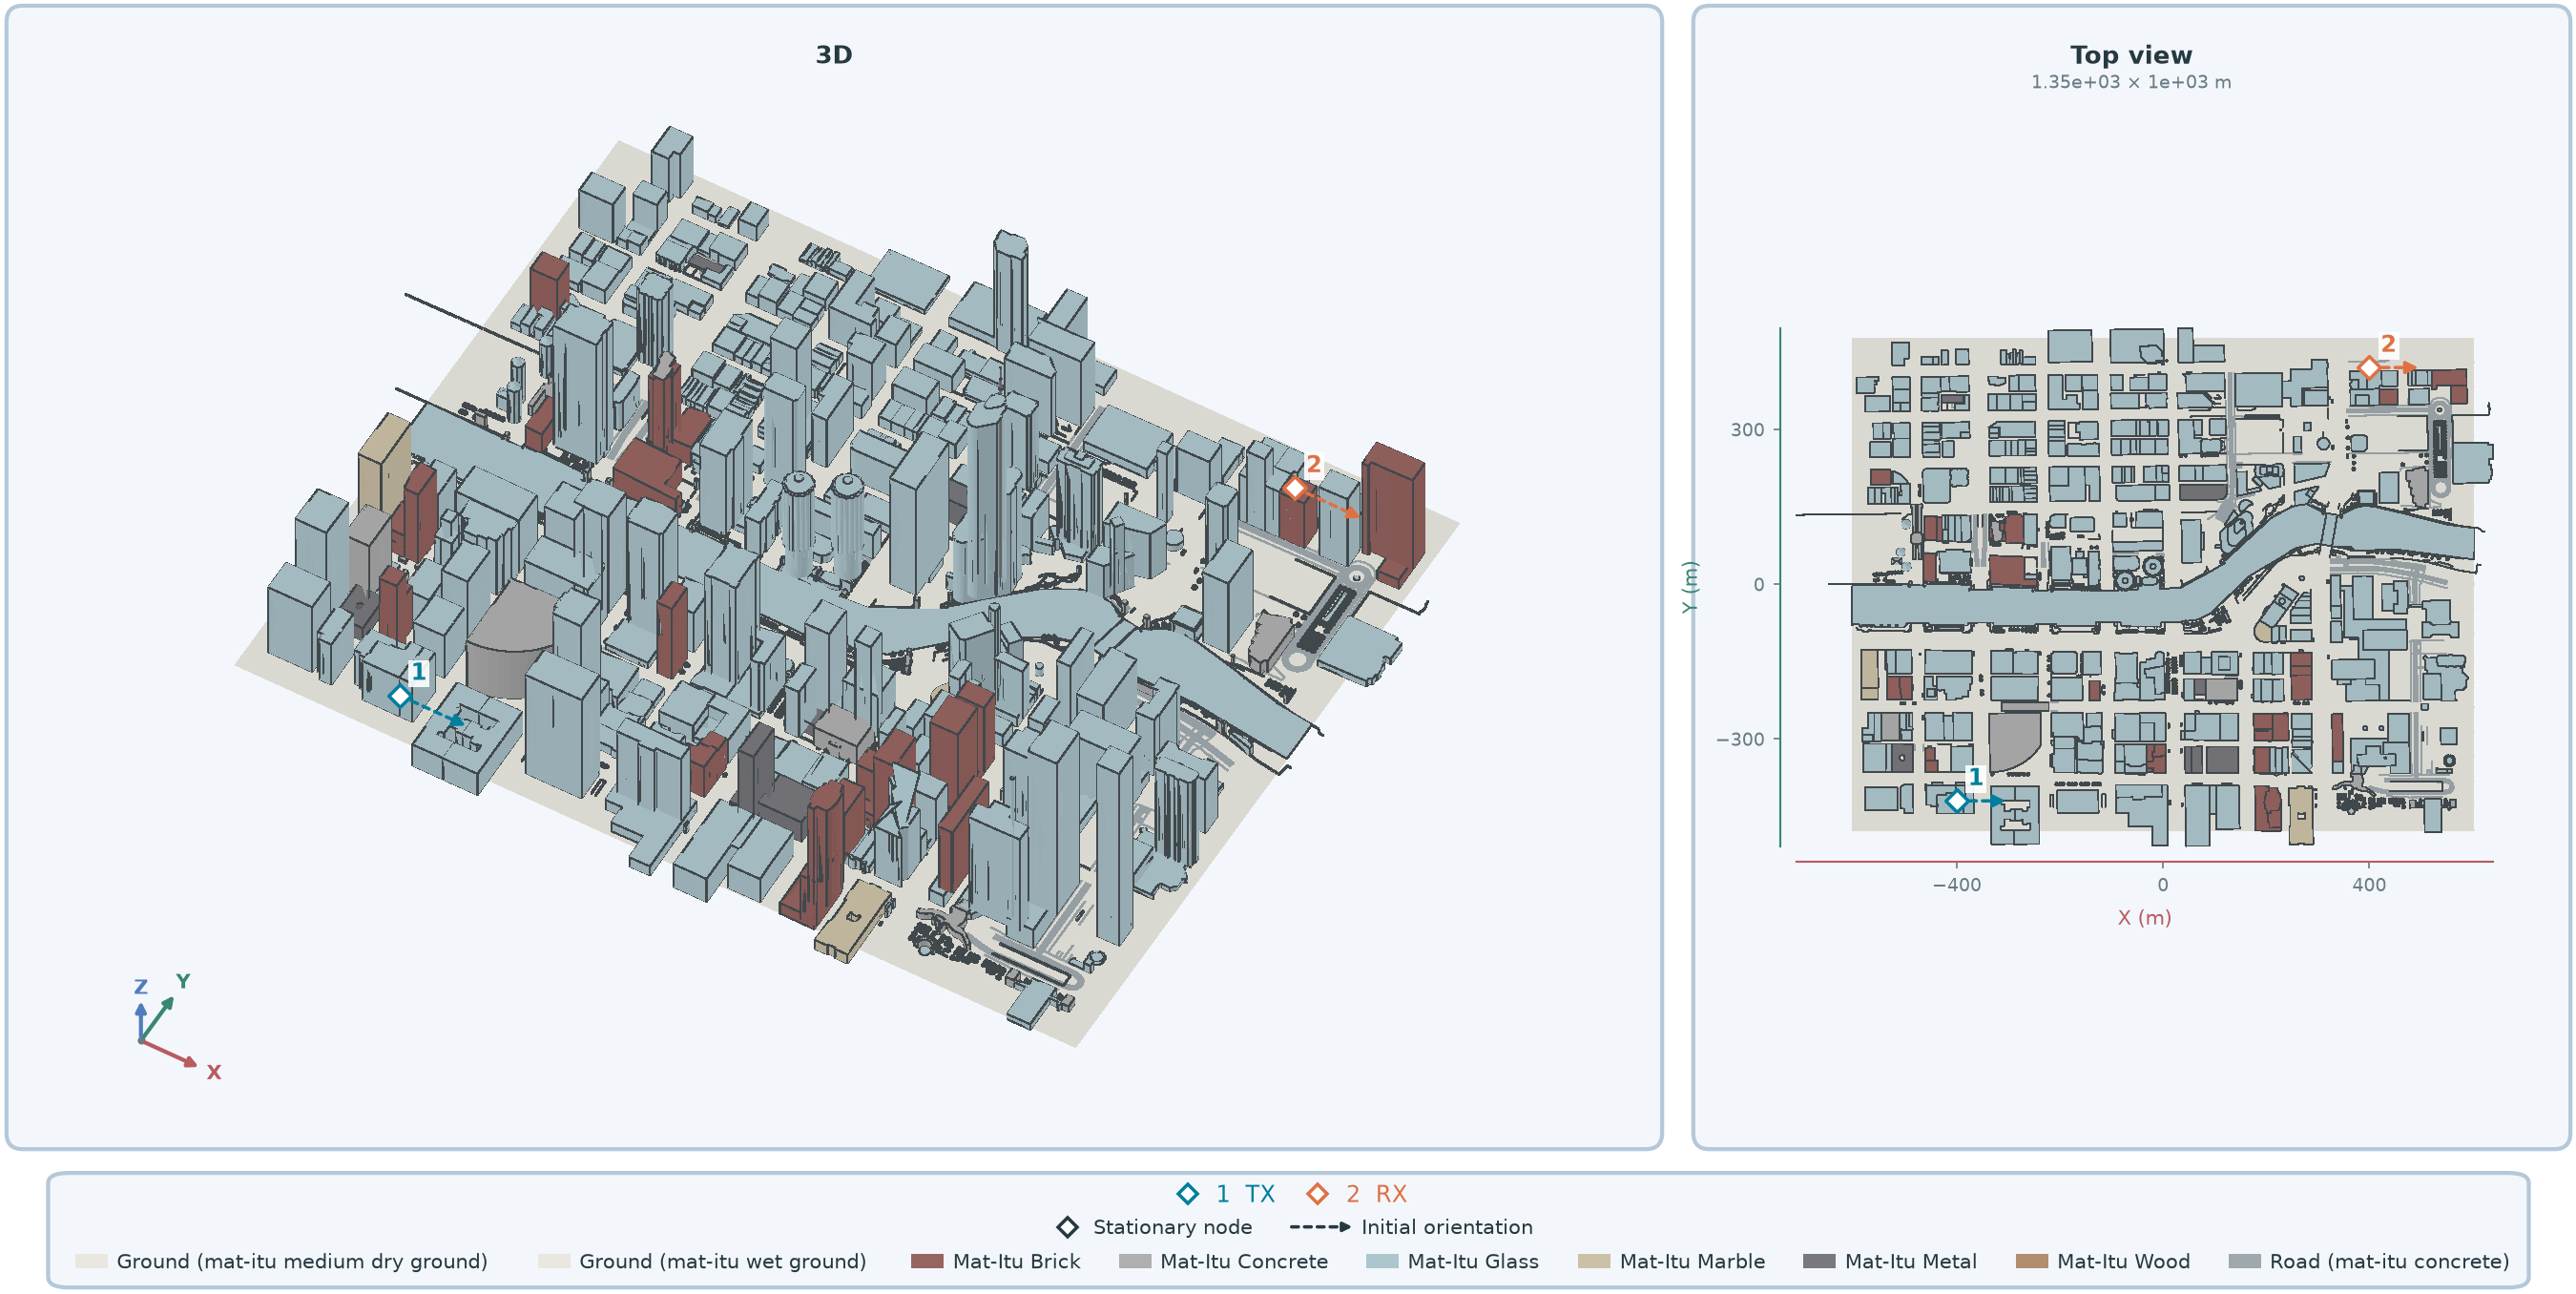 3D
1
2
Z
Y
X
Top view
1.35e+03 × 1e+03 m
2
1
300
0
−300
Y (m)
−400
0
400
X (m)
1 TX
2 RX
Stationary node
Initial orientation
Ground (mat-itu medium dry ground)
Ground (mat-itu wet ground)
Mat-Itu Brick
Mat-Itu Concrete
Mat-Itu Glass
Mat-Itu Marble
Mat-Itu Metal
Mat-Itu Wood
Road (mat-itu concrete)